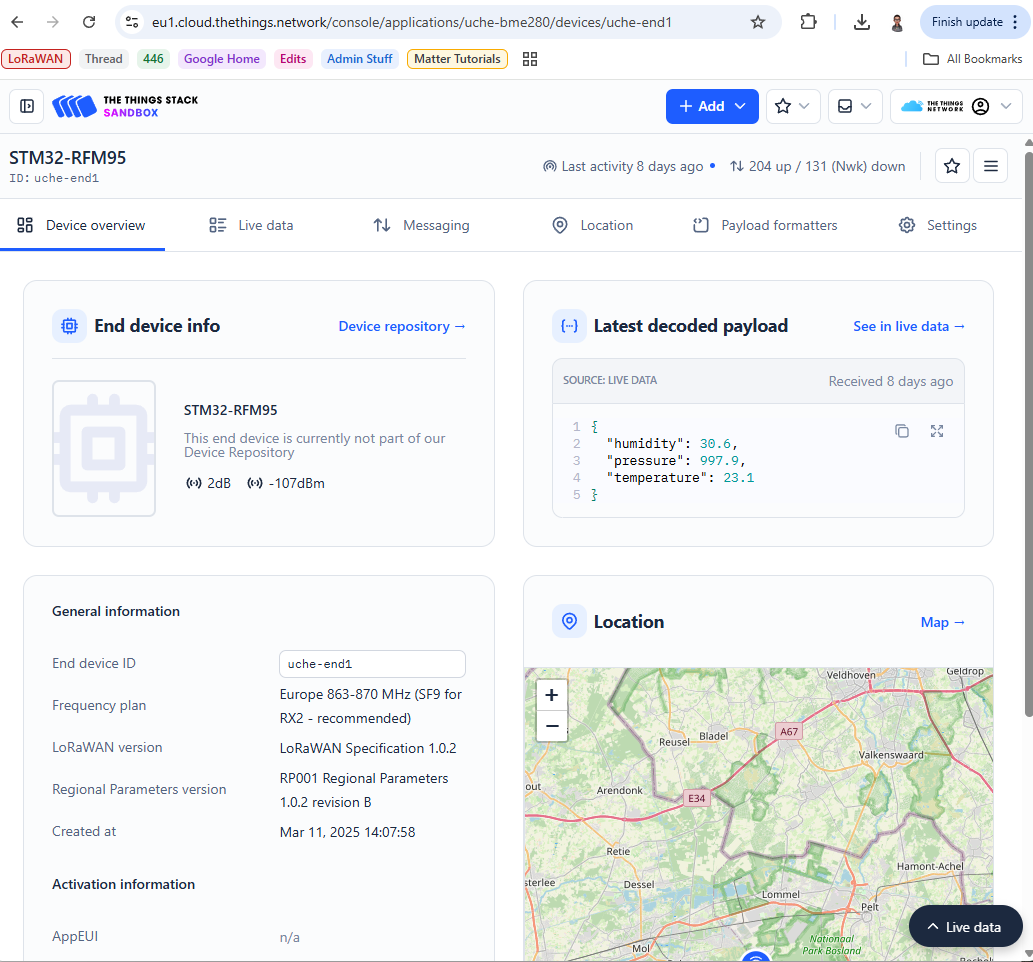 eu1.cloud.thethings.network/console/applications/uche-bme280/devices/uche-end1
Finish update
LoRaWAN
Thread
446
Google Home
Edits
Admin Stuff
Matter Tutorials
All Bookmarks
THE THINGS STACK
SANDBOX
+ Add
THE THINGS
NETWORK
STM32-RFM95
ID: uche-end1
Last activity 8 days ago
204 up / 131 (Nwk) down
Device overview
Live data
Messaging
Location
Payload formatters
Settings
End device info
Device repository →
STM32-RFM95
This end device is currently not part of our
Device Repository
2dB
-107dBm
Latest decoded payload
See in live data →
SOURCE: LIVE DATA
Received 8 days ago
1 {
2 "humidity": 30.6,
3 "pressure": 997.9,
4 "temperature": 23.1
5 }
General information
End device ID
uche-end1
Frequency plan
Europe 863-870 MHz (SF9 for
RX2 - recommended)
LoRaWAN version
LoRaWAN Specification 1.0.2
Regional Parameters version
RP001 Regional Parameters
1.0.2 revision B
Created at
Mar 11, 2025 14:07:58
Activation information
AppEUI
n/a
Location
Map →
+
−
Veldhoven
Geldrop
A67
Reusel
Bladel
Valkenswaard
out
Arendonk
E34
Retie
Hamont-Achel
sterlee
Dessel
Lommel
Pelt
Mol
Nationaal
Park Bosland
Live data